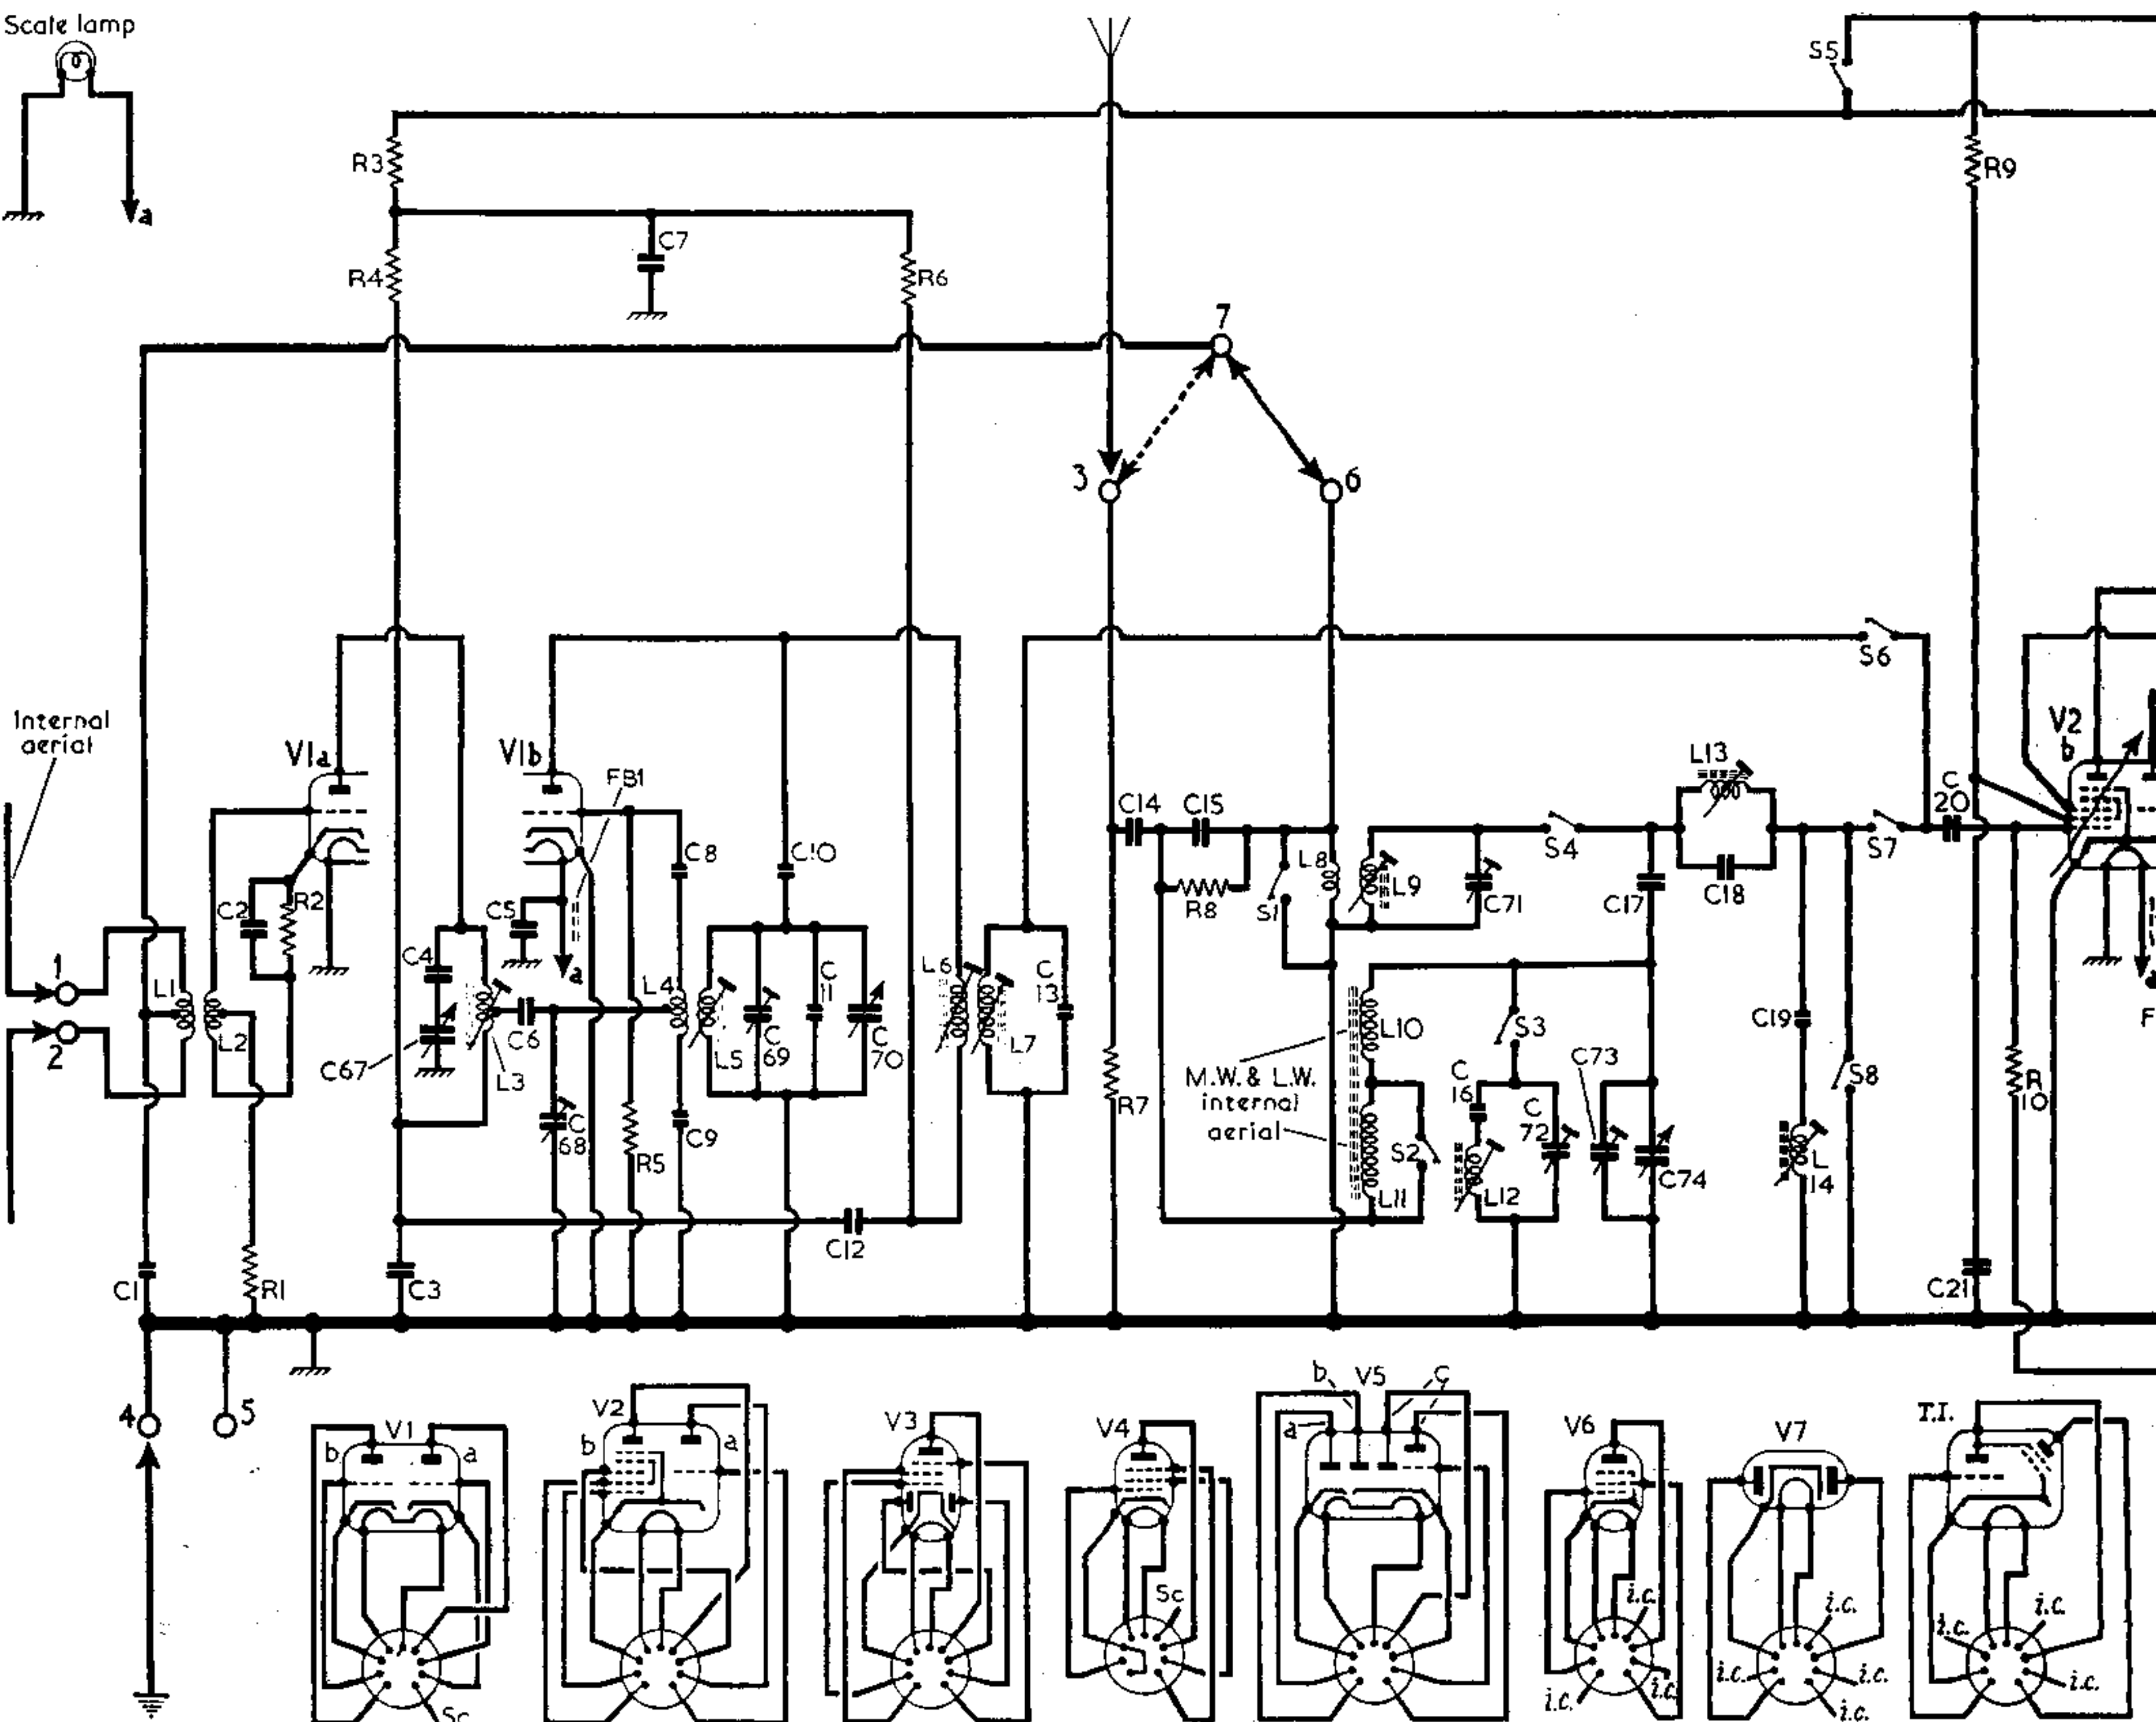 Scale lamp
a
S5
R3
R9
C7
R4
R6
7
3
6
S6
Internal
aerial
V1a
V1b
FB1
V2
b
L13
C
20
C14
C15
S4
S7
C8
C10
L8
L9
C2
R2
C5
R8
S1
C71
C17
C18
C4
a
1
L1
L2
C6
L4
L6
C
11
C
13
L10
S3
C19
F
2
C67
L3
L5
C
69
C
70
L7
M.W. & L.W.
internal
aerial
C
16
C73
S8
R
10
C
68
R5
C9
R7
S2
C
72
C74
L
14
L11
L12
C12
C1
R1
C3
C21
4
5
V1
b
a
V2
b
a
V3
V4
b
V5
c
a
V6
V7
T.I.
Sc
Sc
i.c.
i.c.
i.c.
i.c.
i.c.
i.c.
i.c.
i.c.
i.c.
i.c.
i.c.